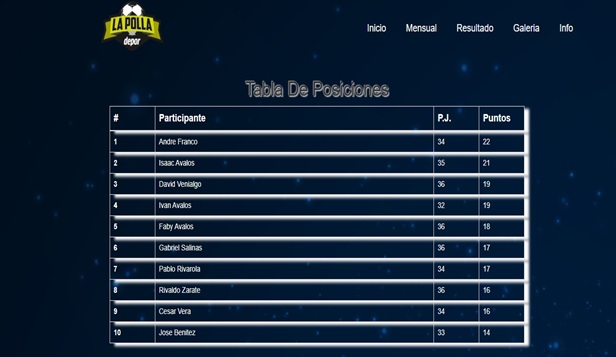 LA POLLA
depor
Inicio Mensual Resultado Galeria Info
Tabla De Posiciones
# Participante P.J. Puntos
1 Andre Franco 34 22
2 Isaac Avalos 35 21
3 David Venialgo 36 19
4 Ivan Avalos 32 19
5 Faby Avalos 36 18
6 Gabriel Salinas 36 17
7 Pablo Rivarola 34 17
8 Rivaldo Zarate 36 16
9 Cesar Vera 34 16
10 Jose Benitez 33 14